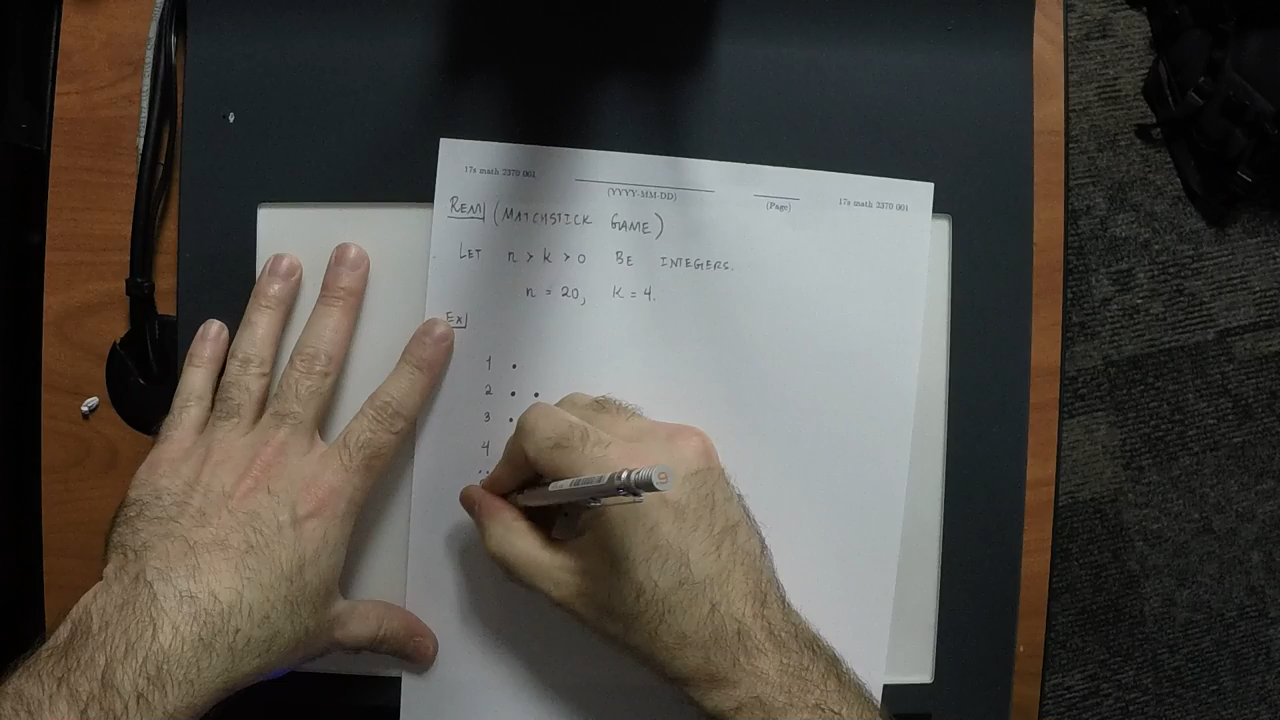 17s math 2370 001 (YYYY-MM-DD) (Page) 17s math 2370 001
REM (MATCHSTICK GAME)
LET n > k > 0 BE INTEGERS.
n = 20, k = 4.
EX
1 •
2 • •
3 •
4